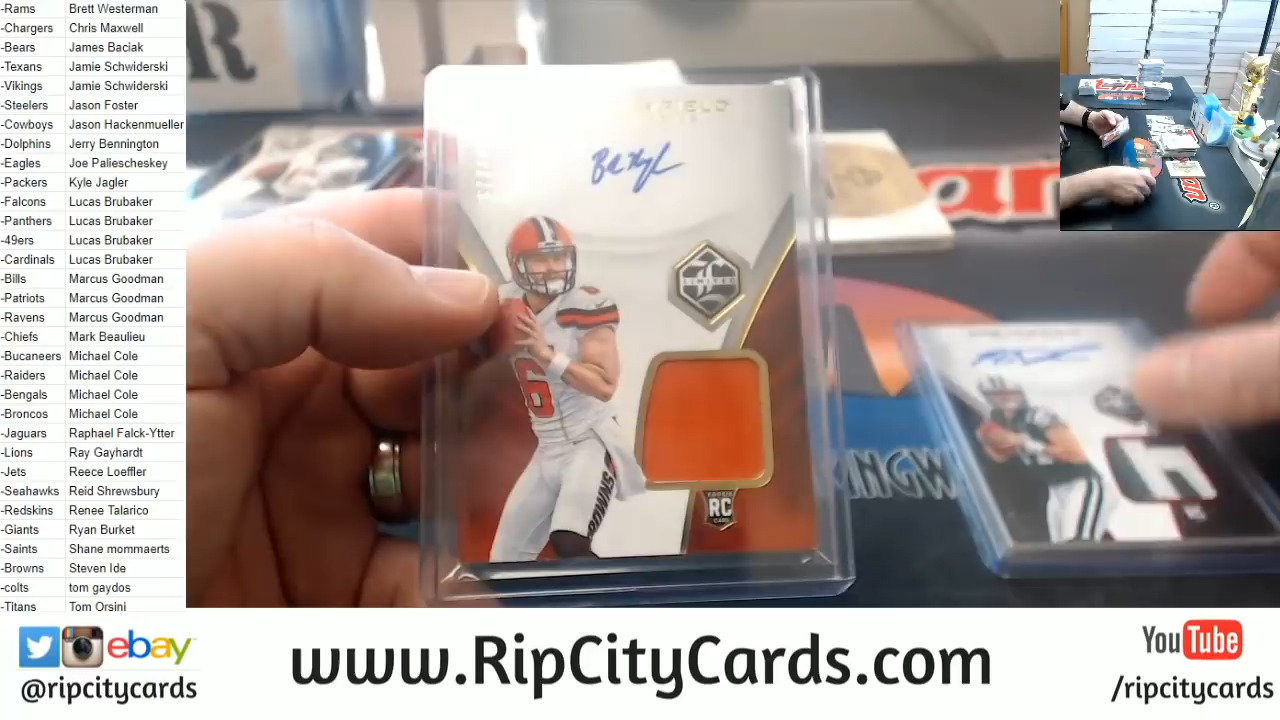 -Rams Brett Westerman
-Chargers Chris Maxwell
-Bears James Baciak
-Texans Jamie Schwiderski
-Vikings Jamie Schwiderski
-Steelers Jason Foster
-Cowboys Jason Hackenmueller
-Dolphins Jerry Bennington
-Eagles Joe Paliescheskey
-Packers Kyle Jagler
-Falcons Lucas Brubaker
-Panthers Lucas Brubaker
-49ers Lucas Brubaker
-Cardinals Lucas Brubaker
-Bills Marcus Goodman
-Patriots Marcus Goodman
-Ravens Marcus Goodman
-Chiefs Mark Beaulieu
-Bucaneers Michael Cole
-Raiders Michael Cole
-Bengals Michael Cole
-Broncos Michael Cole
-Jaguars Raphael Falck-Ytter
-Lions Ray Gayhardt
-Jets Reece Loeffler
-Seahawks Reid Shrewsbury
-Redskins Renee Talarico
-Giants Ryan Burket
-Saints Shane mommaerts
-Browns Steven Ide
-colts tom gaydos
-Titans Tom Orsini
LIMITED
6
BROWNS
ROOKIE
RC
CARD
ebay
@ripcitycards
www.RipCityCards.com
YouTube
/ripcitycards